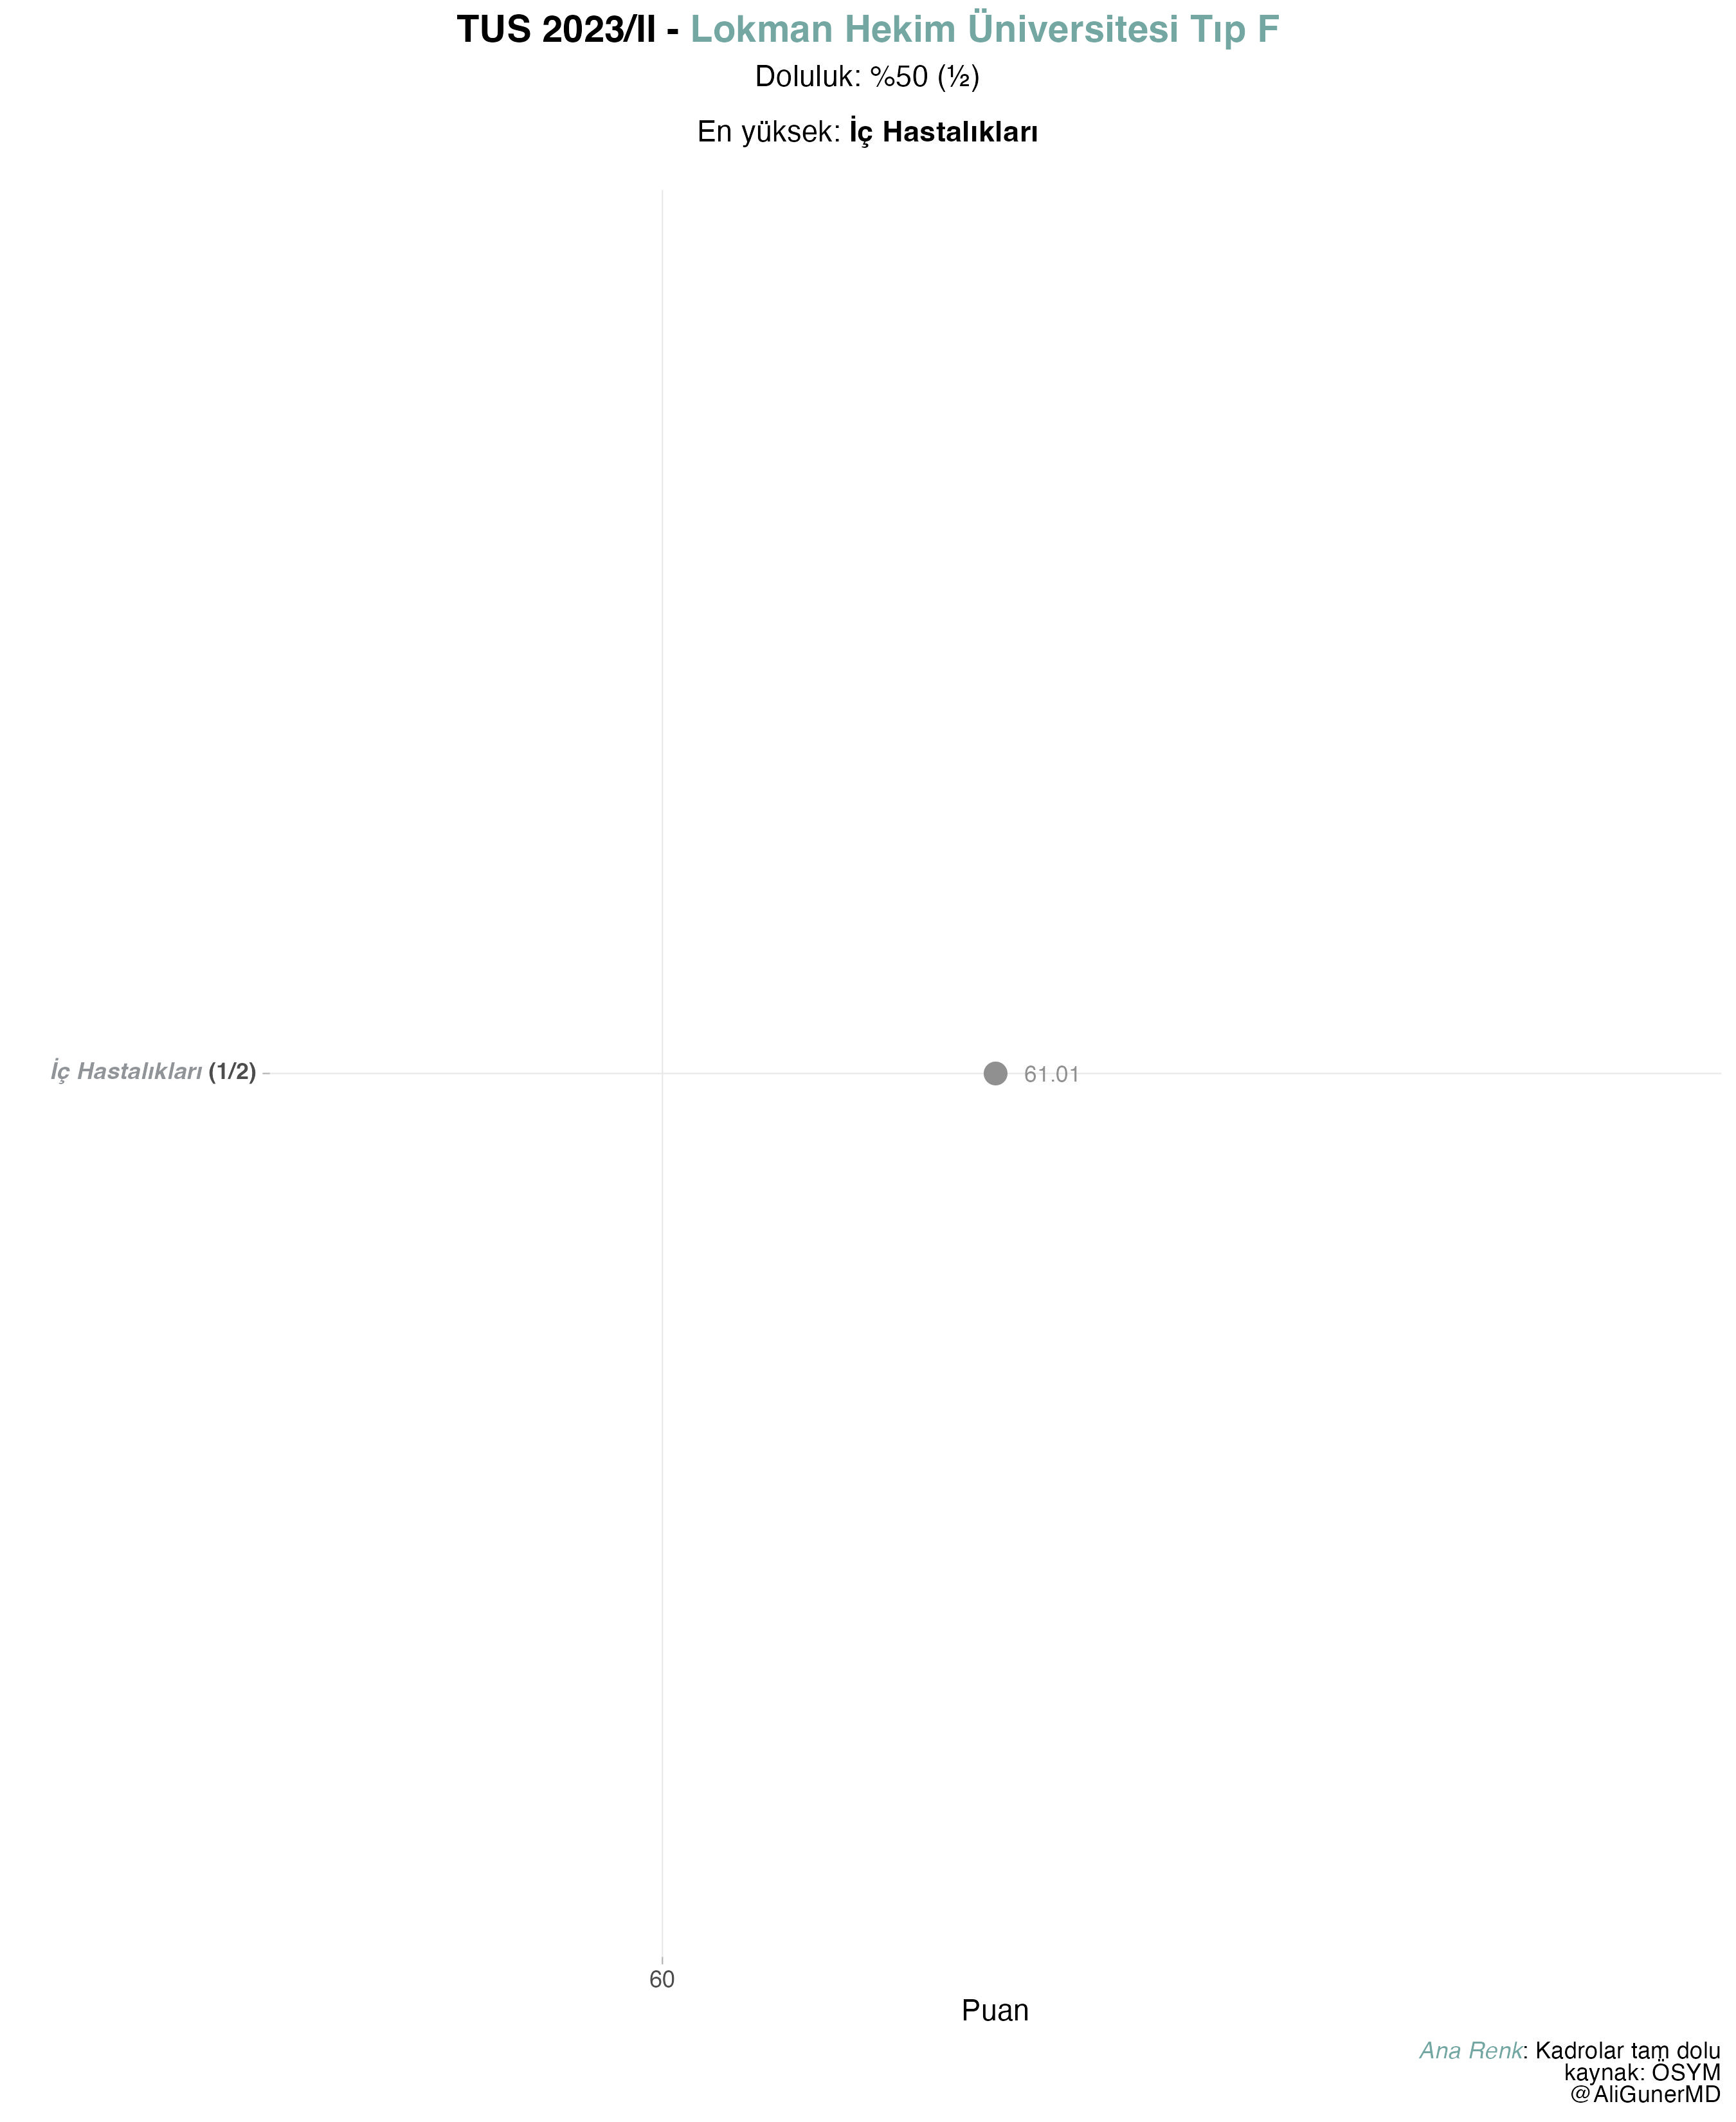 TUS 2023/II - Lokman Hekim Üniversitesi Tıp F
Doluluk: %50 (½)
En yüksek: İç Hastalıkları
İç Hastalıkları (1/2)
61.01
60
Puan
Ana Renk: Kadrolar tam dolu
kaynak: ÖSYM
@AliGunerMD